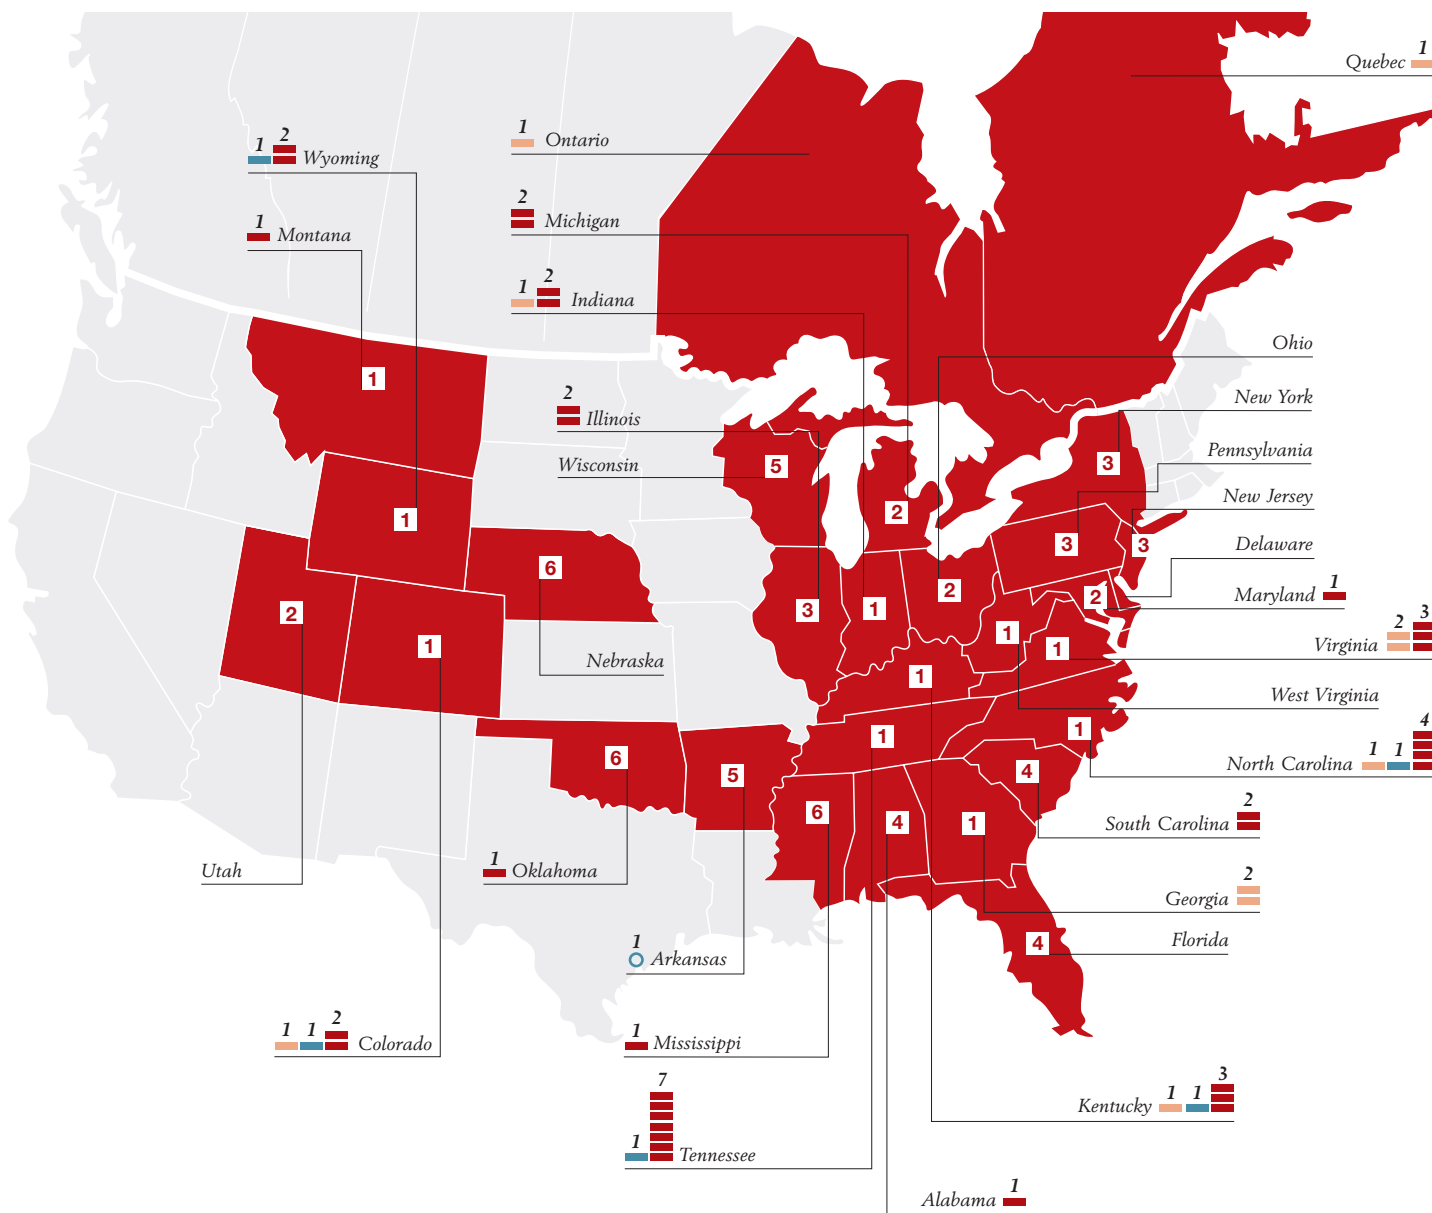 1
Quebec
2
1
Wyoming
1
Ontario
2
Michigan
1
Montana
2
1
Indiana
Ohio
1
2
Illinois
New York
3
Pennsylvania
Wisconsin
5
New Jersey
2
1
3
3
Delaware
6
2
Maryland
1
2
1
3
2
3
2
1
1
1
Virginia
1
Nebraska
1
West Virginia
1
1
4
1
1
North Carolina
6
5
4
2
South Carolina
6
4
1
Utah
1
Oklahoma
2
Georgia
1
Arkansas
4
Florida
2
1
1
Colorado
1
Mississippi
7
1
Tennessee
3
1
1
Kentucky
1
Alabama